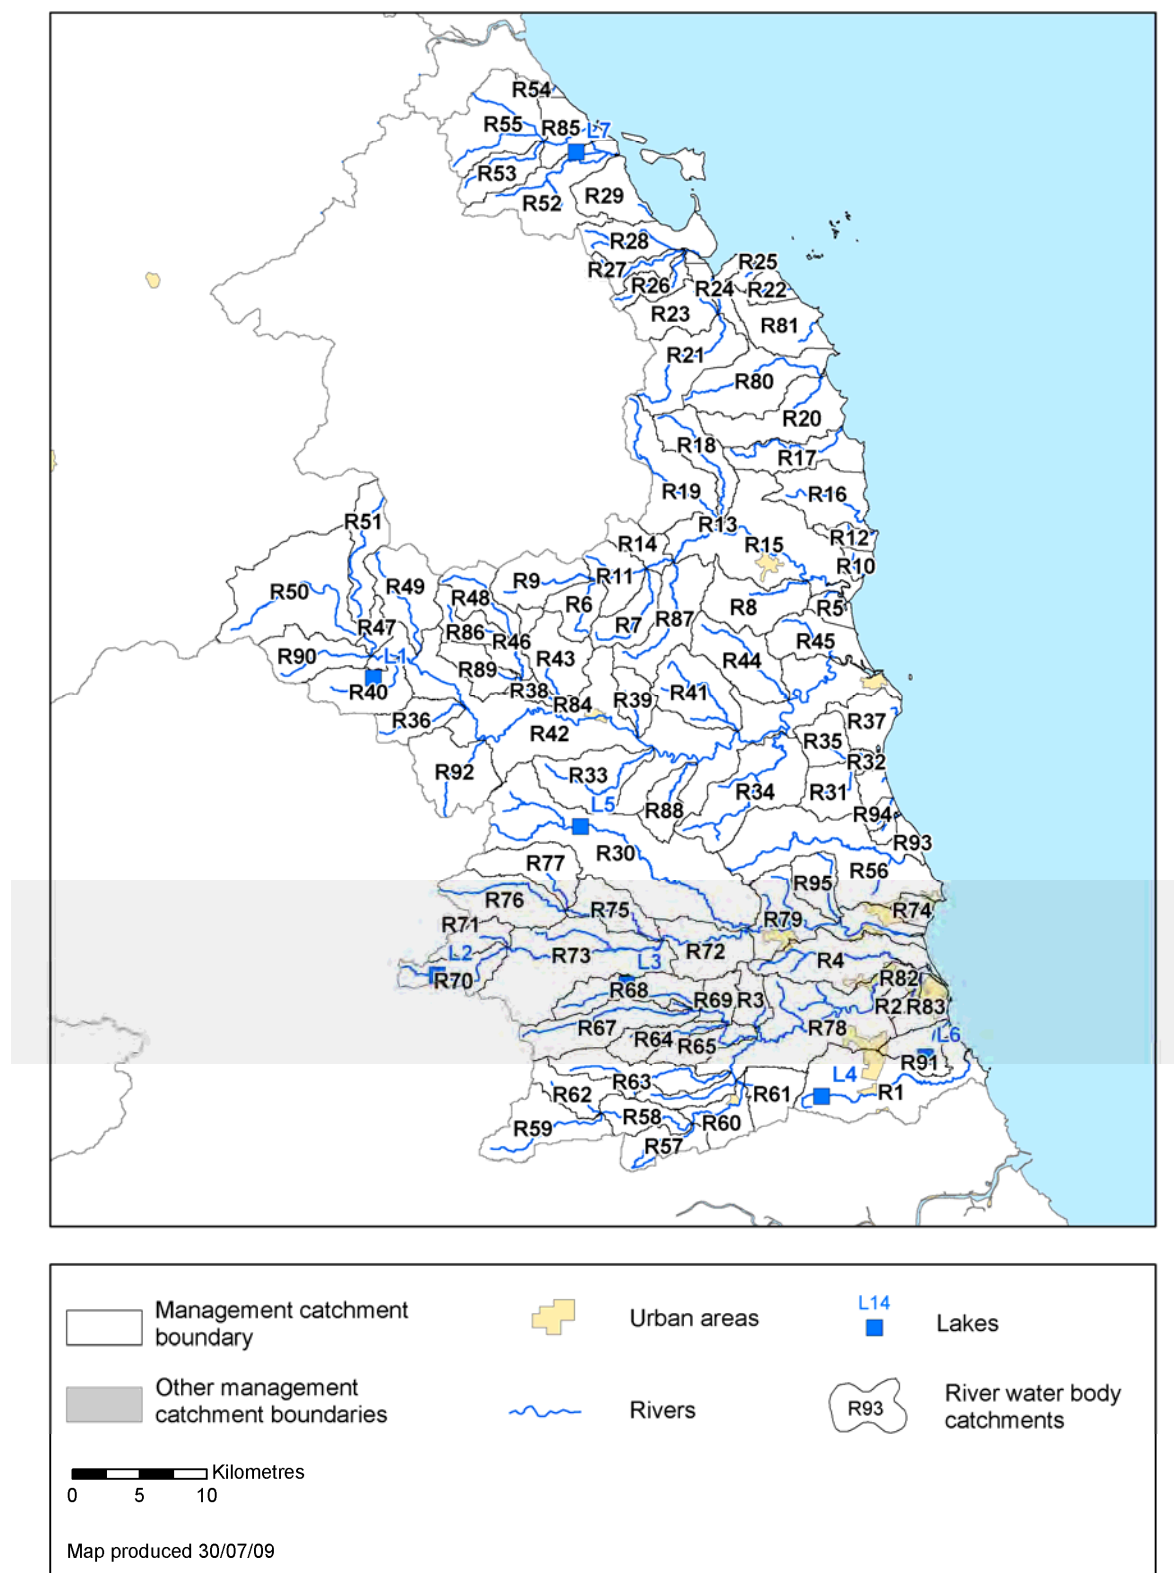 R54
R55 R85 L7
R53
R52 R29
R28
R27 R25
R26 R24 R22
R23 R81
R21
R80
R20
R18
R17
R19 R16
R51 R13
R14 R15 R12
R10
R50 R49 R48 R9 R11
R6 R8 R5
R47 R86 R46 R7 R87
R90 L1 R89 R43 R44 R45
R40 R38 R84 R39 R41
R36 R42 R37
R35
R92 R33 R32
R34 R31
L5 R88 R94
R30 R93
R77 R56
R95
R76 R75 R74
R71 R79
L2 R73 L3 R72 R4
R70 R68 R82
R69 R3 R2 R83
R67 R64 R65 R78 L6
R63 L4 R91
R62 R61 R1
R59 R58 R60
R57
Management catchment
boundary
Urban areas
L14
Lakes
Other management
catchment boundaries
Rivers
R93
River water body
catchments
Kilometres
0 5 10
Map produced 30/07/09